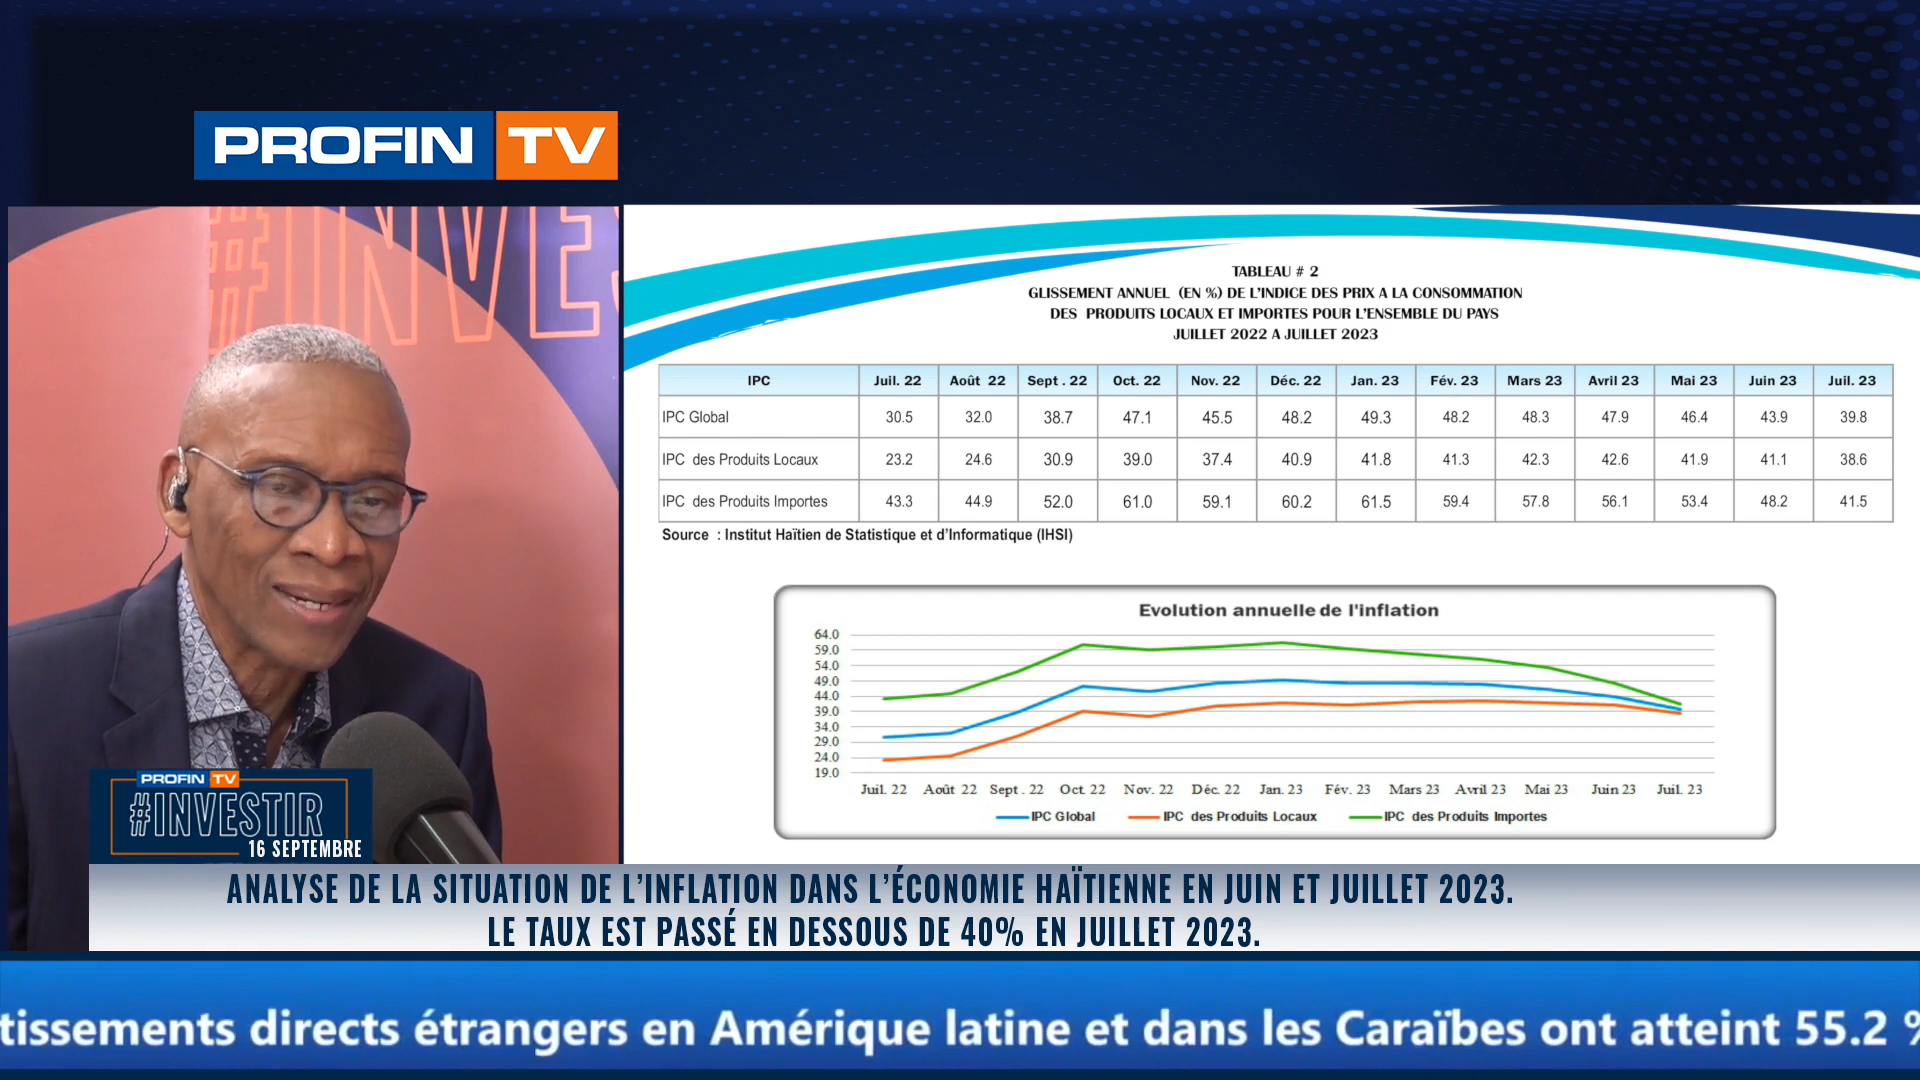 PROFIN TV
#INVES
TABLEAU # 2
GLISSEMENT ANNUEL (EN %) DE L'INDICE DES PRIX A LA CONSOMMATION
DES PRODUITS LOCAUX ET IMPORTES POUR L'ENSEMBLE DU PAYS
JUILLET 2022 A JUILLET 2023
IPC Juil. 22 Août 22 Sept . 22 Oct. 22 Nov. 22 Déc. 22 Jan. 23 Fév. 23 Mars 23 Avril 23 Mai 23 Juin 23 Juil. 23
IPC Global 30.5 32.0 38.7 47.1 45.5 48.2 49.3 48.2 48.3 47.9 46.4 43.9 39.8
IPC des Produits Locaux 23.2 24.6 30.9 39.0 37.4 40.9 41.8 41.3 42.3 42.6 41.9 41.1 38.6
IPC des Produits Importes 43.3 44.9 52.0 61.0 59.1 60.2 61.5 59.4 57.8 56.1 53.4 48.2 41.5
Source : Institut Haïtien de Statistique et d'Informatique (IHSI)
Evolution annuelle de l'inflation
64.0
59.0
54.0
49.0
44.0
39.0
34.0
29.0
24.0
19.0
Juil. 22 Août 22 Sept . 22 Oct. 22 Nov. 22 Déc. 22 Jan. 23 Fév. 23 Mars 23 Avril 23 Mai 23 Juin 23 Juil. 23
IPC Global IPC des Produits Locaux IPC des Produits Importes
PROFIN TV
#INVESTIR
16 SEPTEMBRE
ANALYSE DE LA SITUATION DE L'INFLATION DANS L'ÉCONOMIE HAÏTIENNE EN JUIN ET JUILLET 2023.
LE TAUX EST PASSÉ EN DESSOUS DE 40% EN JUILLET 2023.
tissements directs étrangers en Amérique latine et dans les Caraïbes ont atteint 55.2 %